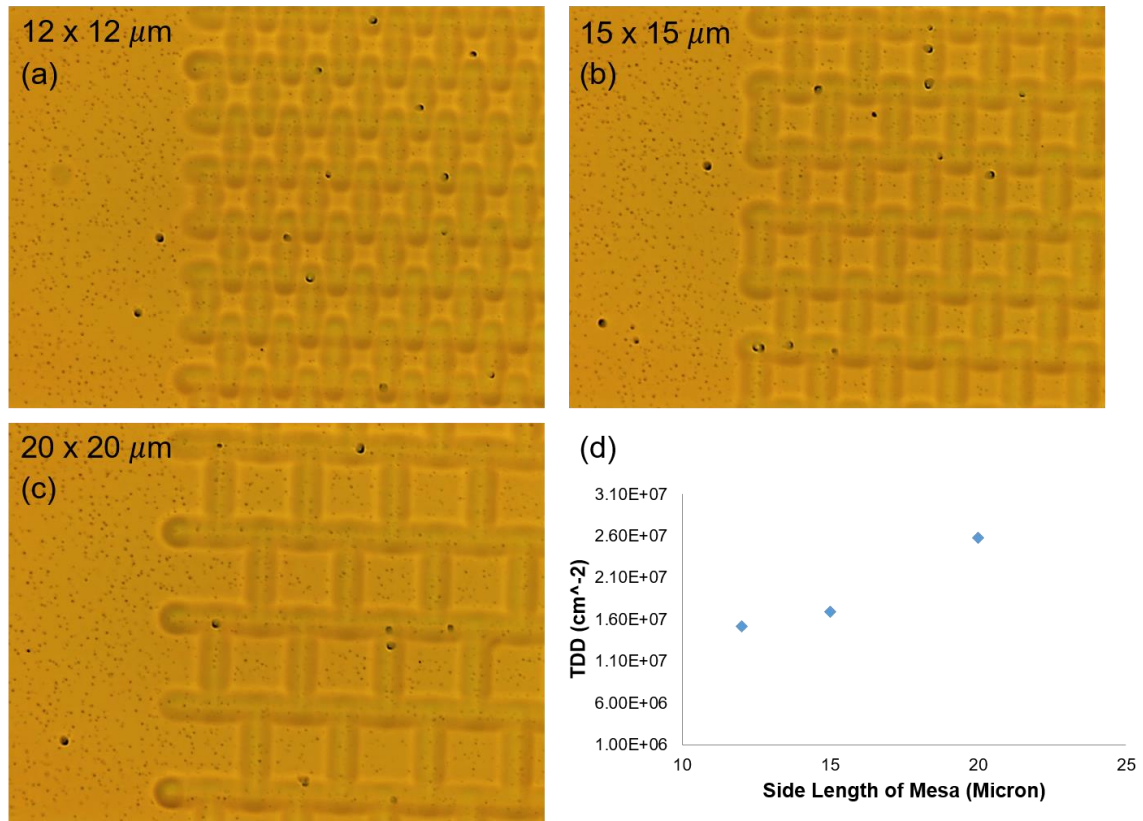 12 x 12 μm
(a)
15 x 15 μm
(b)
20 x 20 μm
(c)
(d)
3.10E+07
2.60E+07
2.10E+07
1.60E+07
1.10E+07
6.00E+06
1.00E+06
TDD (cm^-2)
10 15 20 25
Side Length of Mesa (Micron)